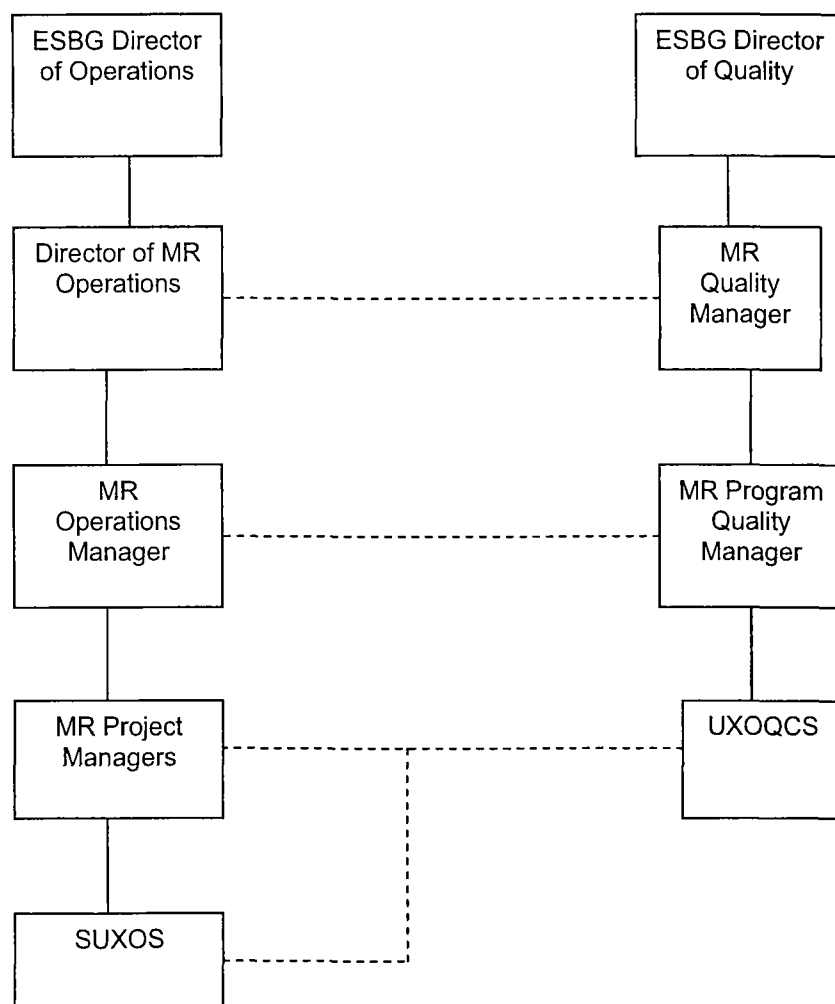 ESBG Director
of Operations
ESBG Director
of Quality
Director of MR
Operations
MR
Quality
Manager
MR
Operations
Manager
MR Program
Quality
Manager
MR Project
Managers
UXOQCS
SUXOS